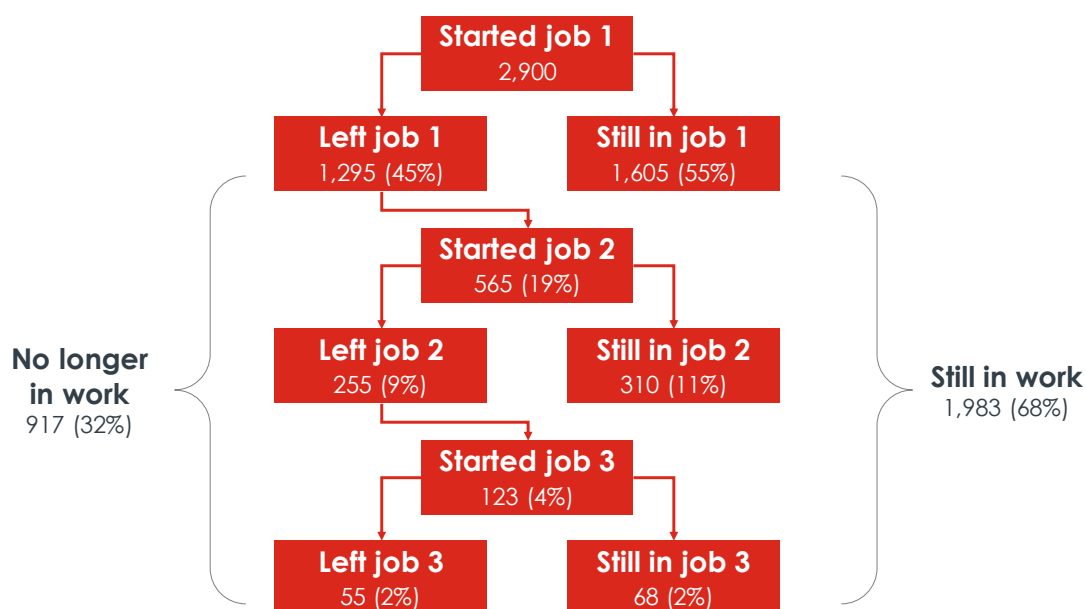 Started job 1
2,900
Left job 1
1,295 (45%)
Still in job 1
1,605 (55%)
Started job 2
565 (19%)
Left job 2
255 (9%)
Still in job 2
310 (11%)
No longer
in work
917 (32%)
Still in work
1,983 (68%)
Started job 3
123 (4%)
Left job 3
55 (2%)
Still in job 3
68 (2%)